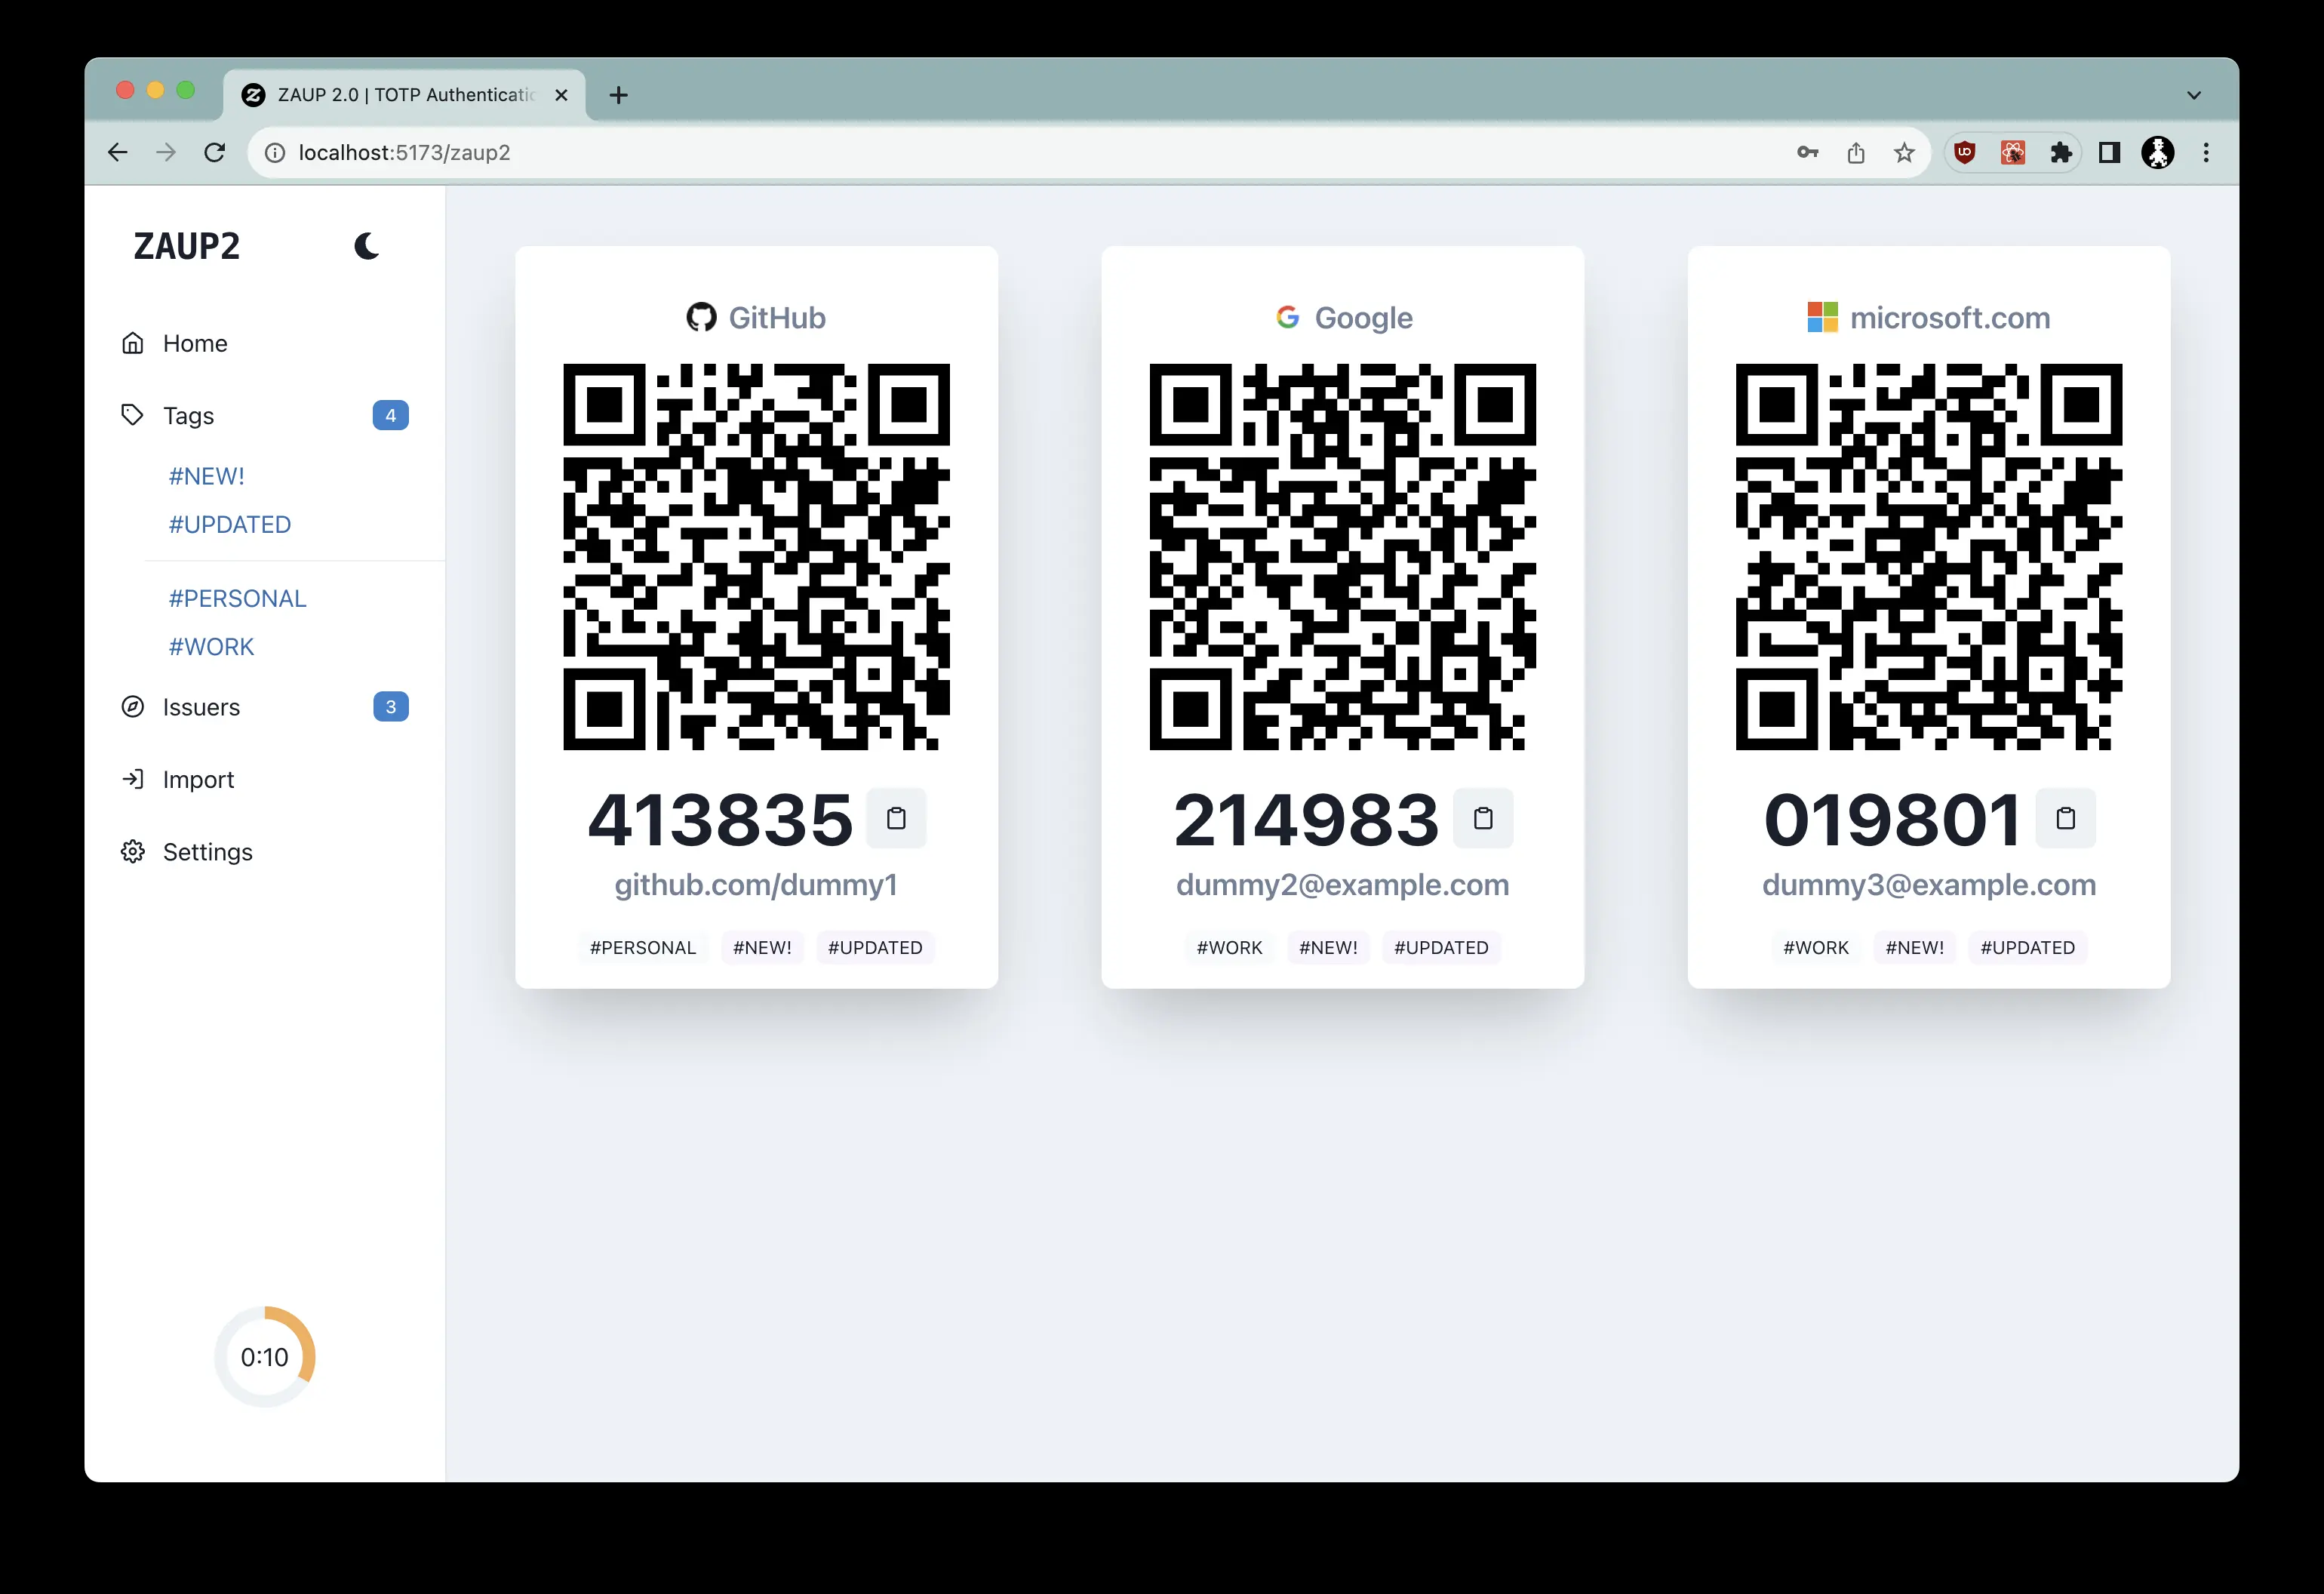 ZAUP 2.0 | TOTP Authenticatic
localhost:5173/zaup2
ZAUP2
Home
Tags 4
#NEW!
#UPDATED
#PERSONAL
#WORK
Issuers 3
Import
Settings
0:10
GitHub
413835
github.com/dummy1
#PERSONAL #NEW! #UPDATED
Google
214983
dummy2@example.com
#WORK #NEW! #UPDATED
microsoft.com
019801
dummy3@example.com
#WORK #NEW! #UPDATED